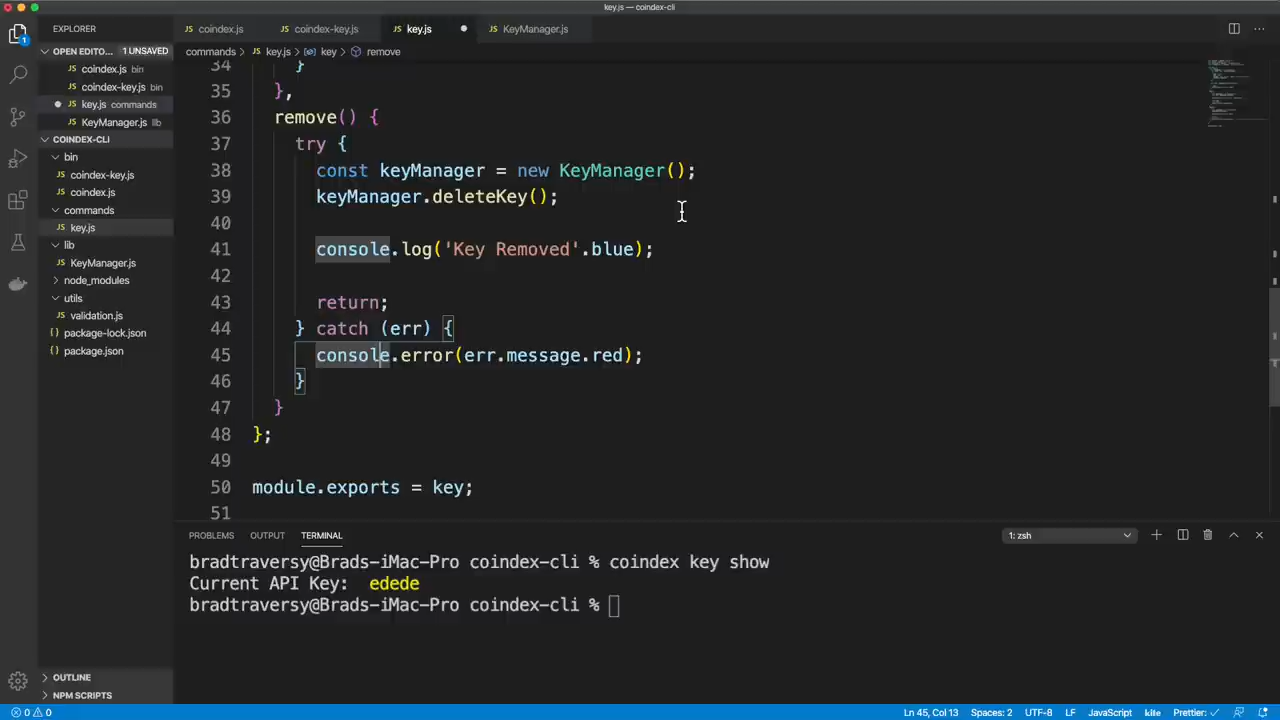 key.js — coindex-cli
EXPLORER
coindex.js
coindex-key.js
key.js
KeyManager.js
OPEN EDITO... 1 UNSAVED
coindex.js bin
coindex-key.js bin
key.js commands
KeyManager.js lib
COINDEX-CLI
bin
coindex-key.js
coindex.js
commands
key.js
lib
KeyManager.js
node_modules
utils
validation.js
package-lock.json
package.json
OUTLINE
NPM SCRIPTS
1
commands > key.js > key > remove
34 }
35 },
36 remove() {
37 try {
38 const keyManager = new KeyManager();
39 keyManager.deleteKey();
40
41 console.log('Key Removed'.blue);
42
43 return;
44 } catch (err) {
45 console.error(err.message.red);
46 }
47 }
48 };
49
50 module.exports = key;
51
PROBLEMS OUTPUT TERMINAL 1: zsh
bradtraversy@Brads-iMac-Pro coindex-cli % coindex key show
Current API Key: edede
bradtraversy@Brads-iMac-Pro coindex-cli %
0 0 Ln 45, Col 13 Spaces: 2 UTF-8 LF JavaScript kite Prettier: ✓